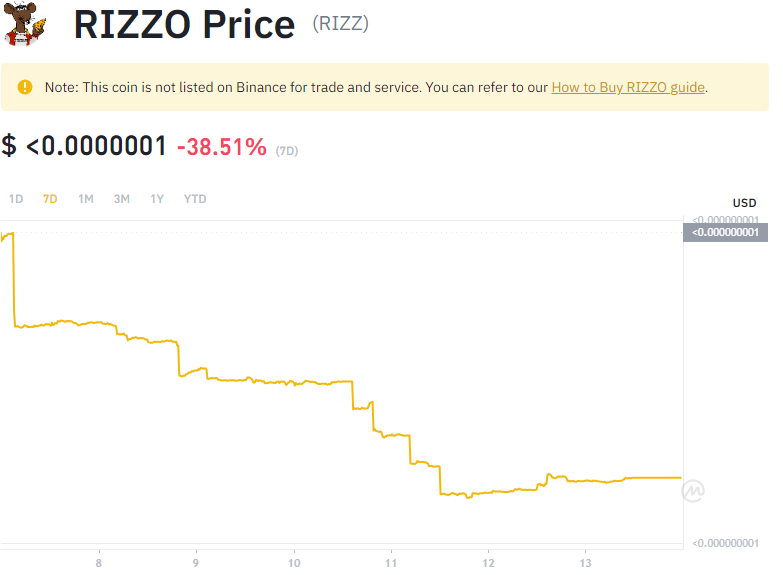 RIZZO Price (RIZZ)
Note: This coin is not listed on Binance for trade and service. You can refer to our How to Buy RIZZO guide.
$ <0.0000001 -38.51% (7D)
1D 7D 1M 3M 1Y YTD
USD
<0.000000001
<0.000000001
<0.000000001
8 9 10 11 12 13